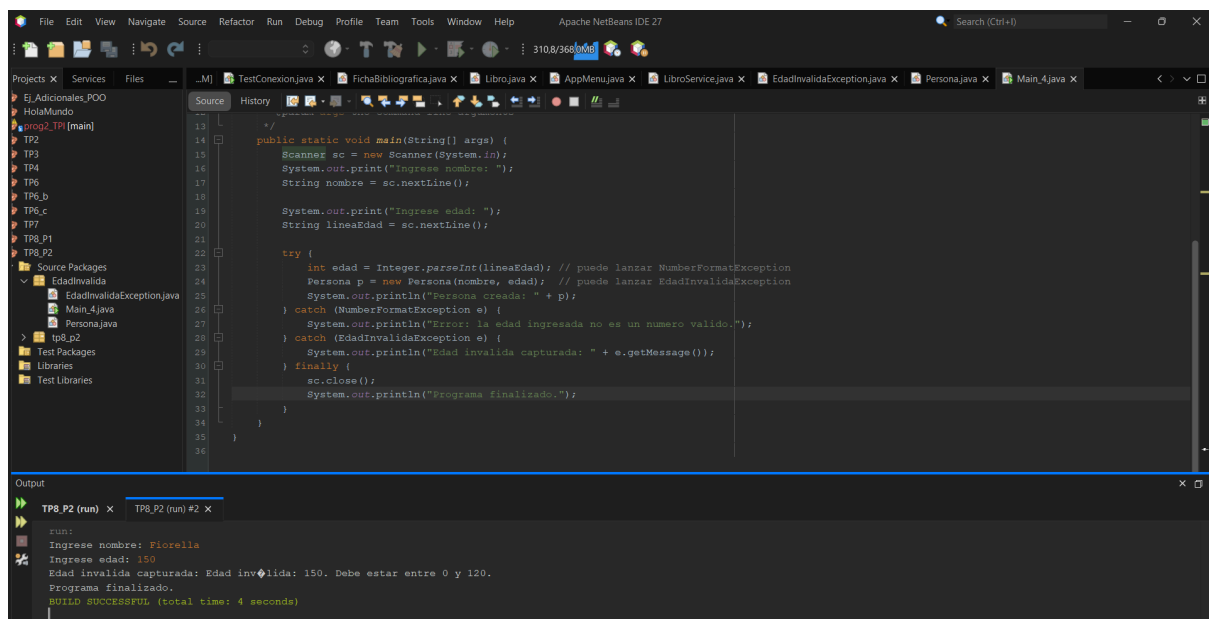 File Edit View Navigate Source Refactor Run Debug Profile Team Tools Window Help Apache NetBeans IDE 27 Search (Ctrl+I)
310,8/368,0MB
Projects Services Files ...M] TestConexion.java FichaBibliografica.java Libro.java AppMenu.java LibroService.java EdadInvalidaException.java Persona.java Main_4.java
Source History
Ej_Adicionales_POO
HolaMundo
prog2_TPI [main]
TP2
TP3
TP4
TP6
TP6_b
TP6_c
TP7
TP8_P1
TP8_P2
Source Packages
EdadInvalida
EdadInvalidaException.java
Main_4.java
Persona.java
tp8_p2
Test Packages
Libraries
Test Libraries
13 */
14 public static void main(String[] args) {
15 Scanner sc = new Scanner(System.in);
16 System.out.print("Ingrese nombre: ");
17 String nombre = sc.nextLine();
18
19 System.out.print("Ingrese edad: ");
20 String lineaEdad = sc.nextLine();
21
22 try {
23 int edad = Integer.parseInt(lineaEdad); // puede lanzar NumberFormatException
24 Persona p = new Persona(nombre, edad); // puede lanzar EdadInvalidaException
25 System.out.println("Persona creada: " + p);
26 } catch (NumberFormatException e) {
27 System.out.println("Error: la edad ingresada no es un numero valido.");
28 } catch (EdadInvalidaException e) {
29 System.out.println("Edad invalida capturada: " + e.getMessage());
30 } finally {
31 sc.close();
32 System.out.println("Programa finalizado.");
33 }
34 }
35 }
36
Output
TP8_P2 (run) TP8_P2 (run) #2
run:
Ingrese nombre: Fiorella
Ingrese edad: 150
Edad invalida capturada: Edad inv�lida: 150. Debe estar entre 0 y 120.
Programa finalizado.
BUILD SUCCESSFUL (total time: 4 seconds)